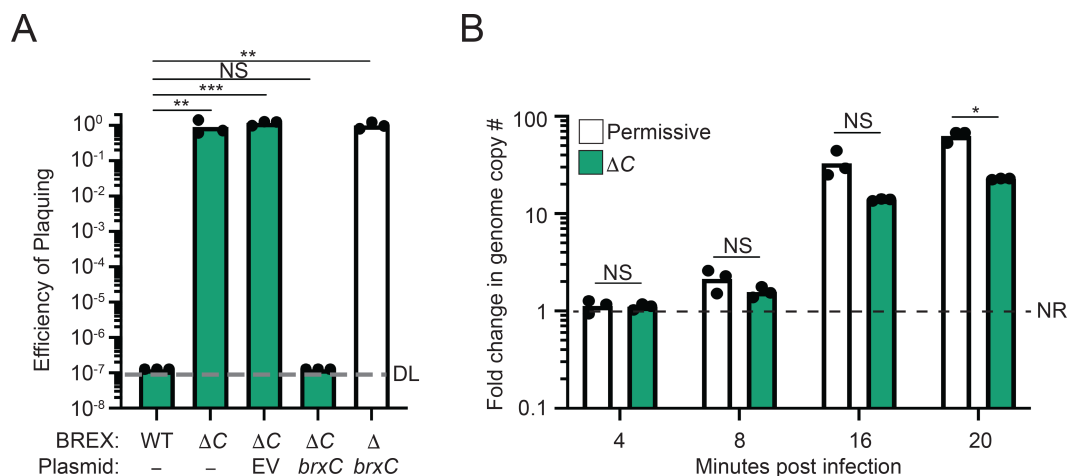 A
**
NS
***
**
Efficiency of Plaquing
10⁰
10⁻¹
10⁻²
10⁻³
10⁻⁴
10⁻⁵
10⁻⁶
10⁻⁷
10⁻⁸
DL
BREX: WT ΔC ΔC ΔC Δ
Plasmid: – – EV brxC brxC
B
Fold change in genome copy #
100
10
1
0.1
Permissive
ΔC
NS
NS
NS
*
NR
4 8 16 20
Minutes post infection